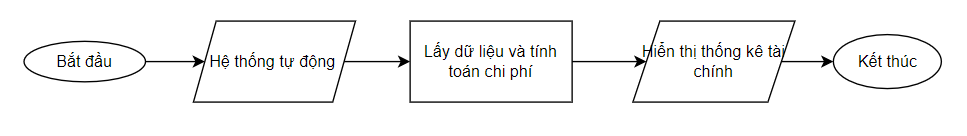 Bắt đầu
Hệ thống tự động
Lấy dữ liệu và tính
toán chi phí
Hiển thị thống kê tài
chính
Kết thúc